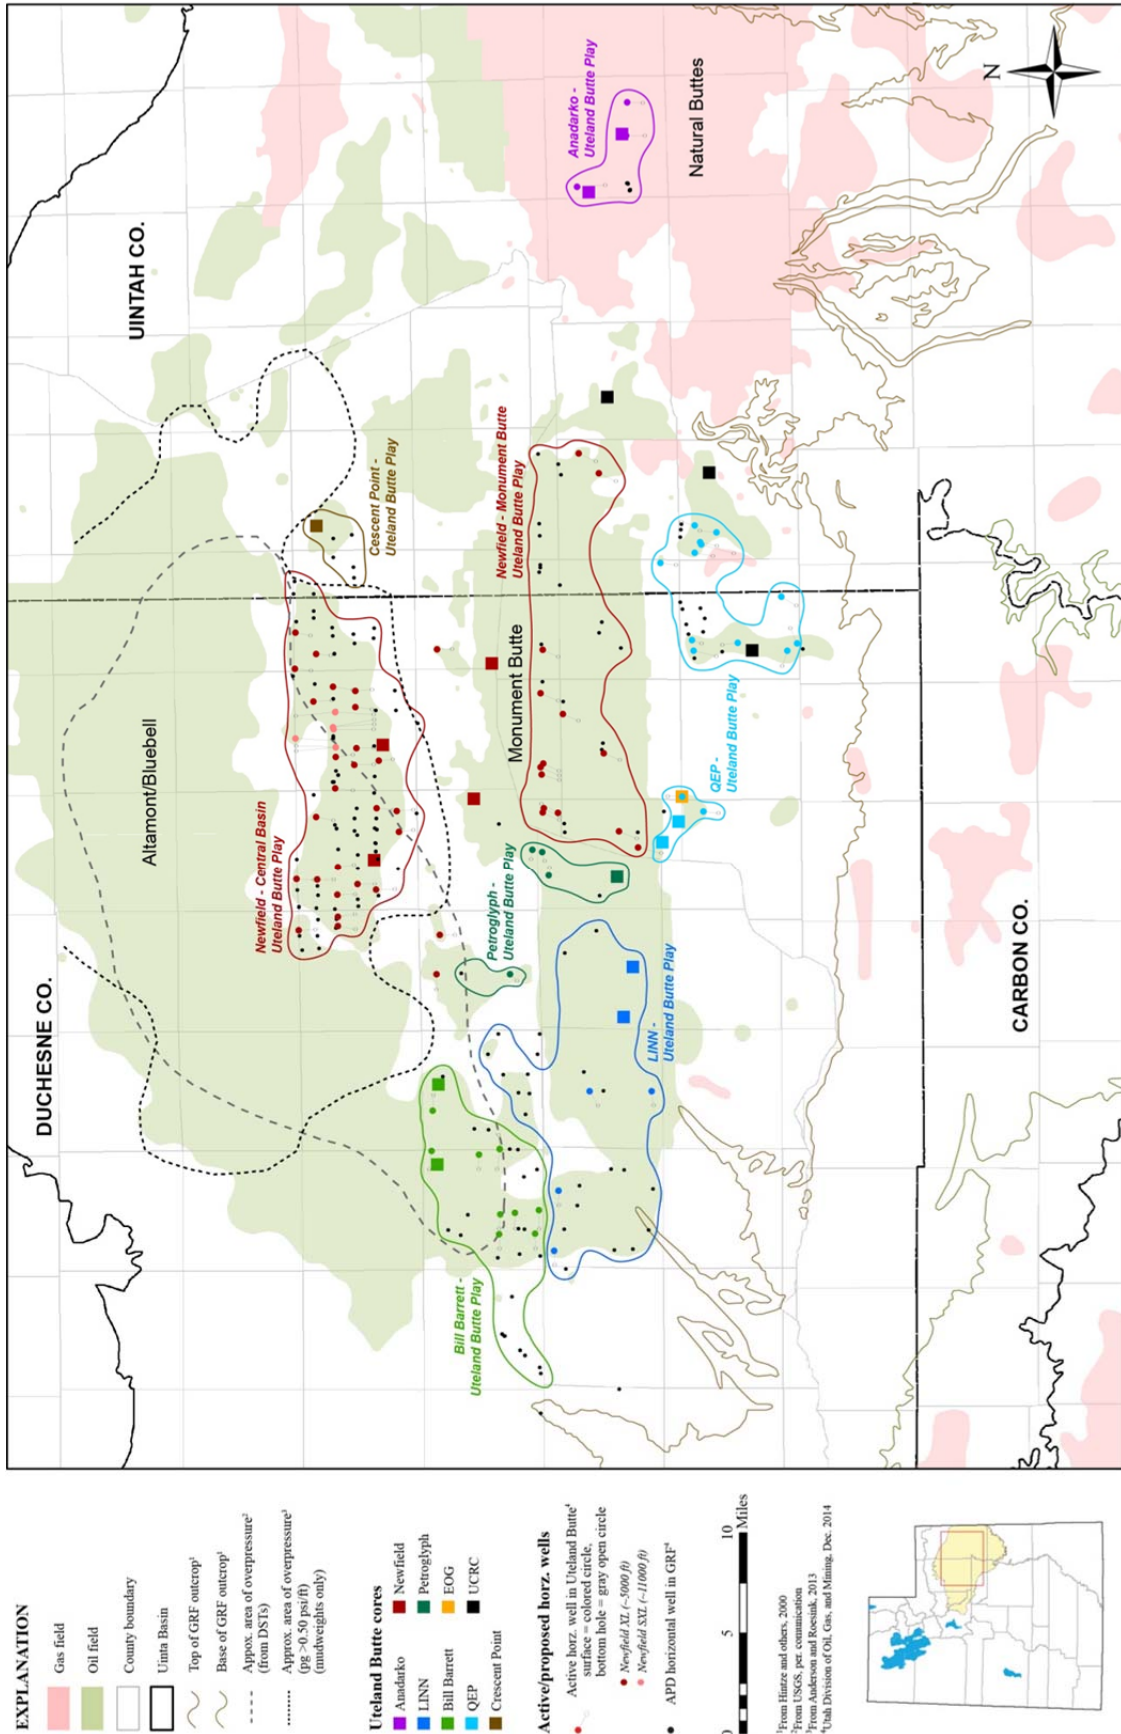 DUCHESNE CO.
UINTAH CO.
CARBON CO.
Altamont/Bluebell
Monument Butte
Natural Buttes
N
Newfield - Central Basin
Uteland Butte Play
Cescent Point -
Uteland Butte Play
Anadarko -
Uteland Butte Play
Newfield - Monument Butte
Uteland Butte Play
Petroglyph -
Uteland Butte Play
Bill Barrett -
Uteland Butte Play
LINN -
Uteland Butte Play
QEP -
Uteland Butte Play
EXPLANATION
Gas field
Oil field
County boundary
Uinta Basin
Top of GRF outcrop¹
Base of GRF outcrop¹
Appox. area of overpressure²
(from DSTs)
Approx. area of overpressure³
(pg >0.50 psi/ft)
(mudweights only)
Uteland Butte cores
Anadarko
LINN
Bill Barrett
QEP
Crescent Point
Newfield
Petroglyph
EOG
UCRC
Active/proposed horz. wells
Active horz. well in Uteland Butte⁴
surface = colored circle,
bottom hole = gray open circle
Newfield XL (~5000 ft)
Newfield SXL (~11000 ft)
APD horizontal well in GRF⁴
0 5 10
Miles
¹From Hintze and others, 2000
²From USGS, per. comunication
³From Anderson and Roesink, 2013
⁴Utah Division of Oil, Gas, and Mining, Dec. 2014